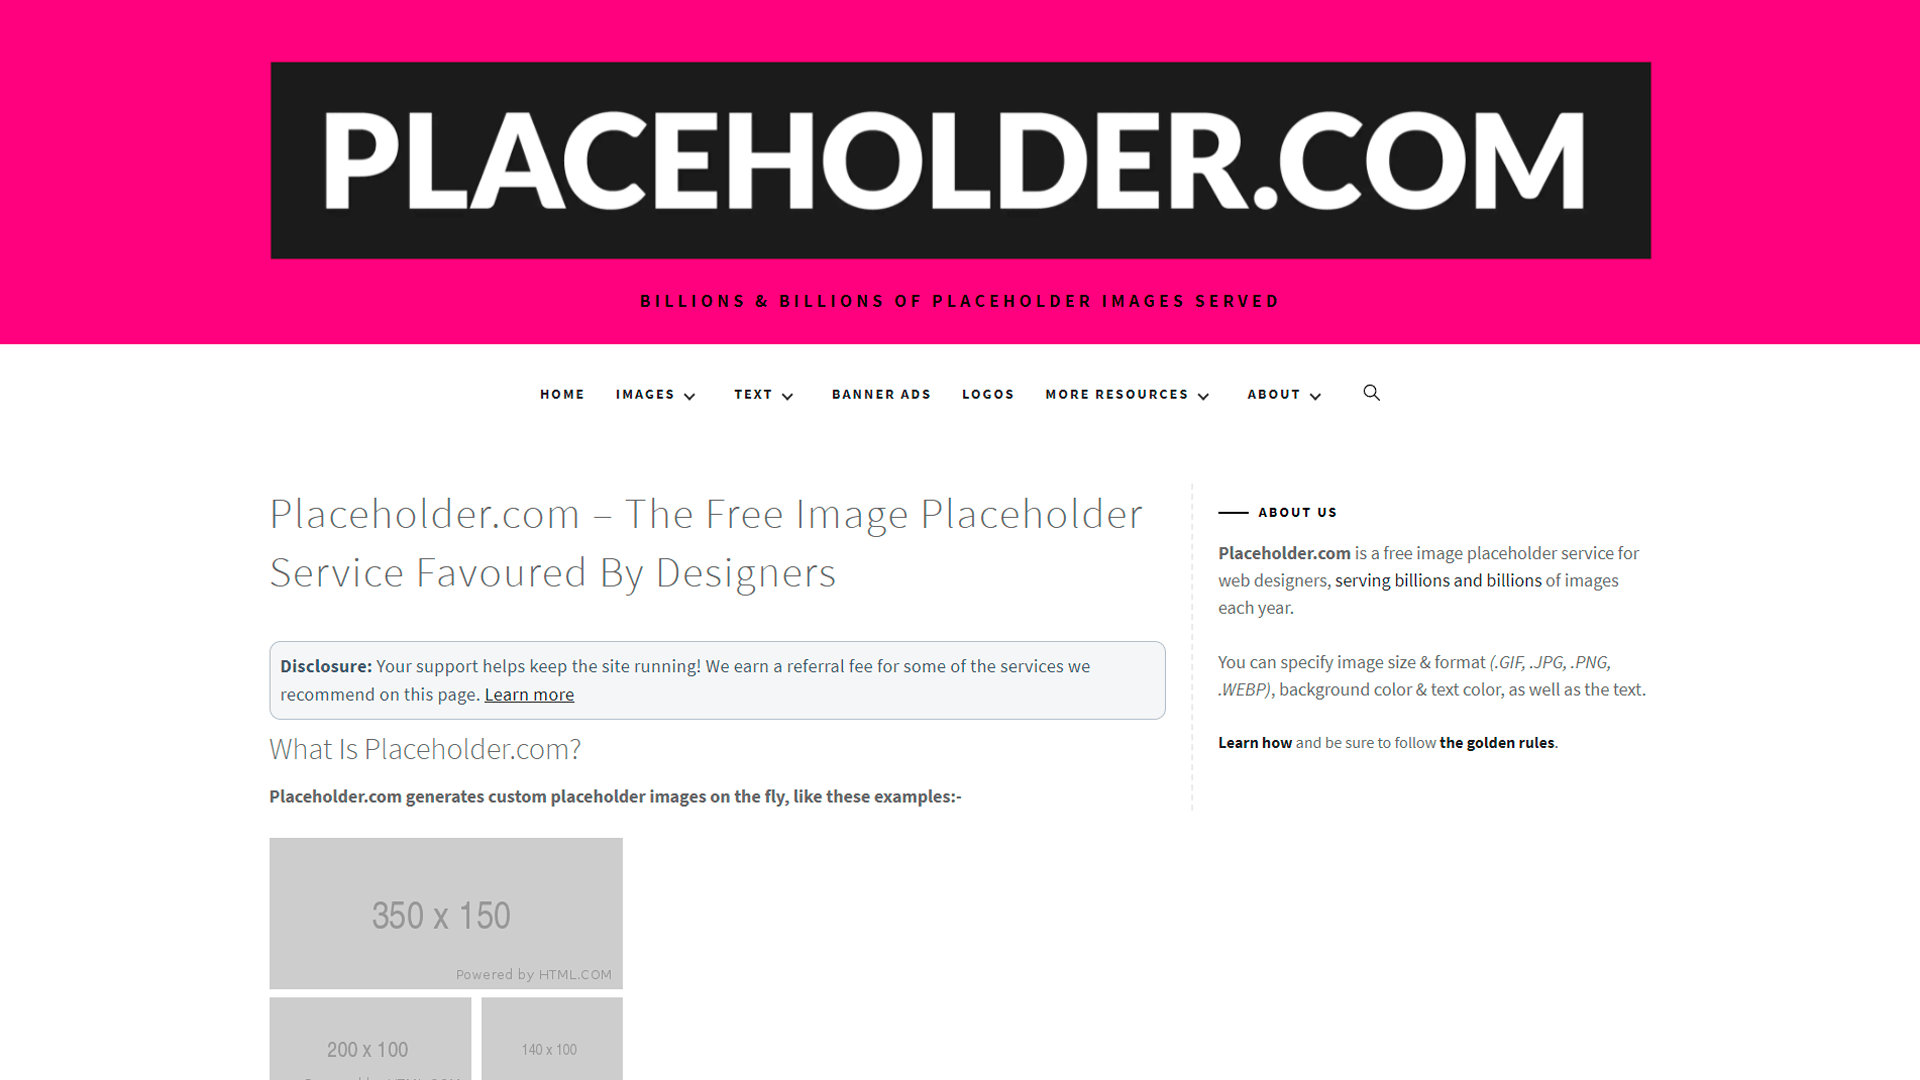 PLACEHOLDER.COM
BILLIONS & BILLIONS OF PLACEHOLDER IMAGES SERVED
HOME IMAGES TEXT BANNER ADS LOGOS MORE RESOURCES ABOUT
Placeholder.com – The Free Image Placeholder
Service Favoured By Designers
Disclosure: Your support helps keep the site running! We earn a referral fee for some of the services we
recommend on this page. Learn more
What Is Placeholder.com?
Placeholder.com generates custom placeholder images on the fly, like these examples:-
350 x 150
Powered by HTML.COM
200 x 100
140 x 100
ABOUT US
Placeholder.com is a free image placeholder service for
web designers, serving billions and billions of images
each year.
You can specify image size & format (.GIF, .JPG, .PNG,
.WEBP), background color & text color, as well as the text.
Learn how and be sure to follow the golden rules.